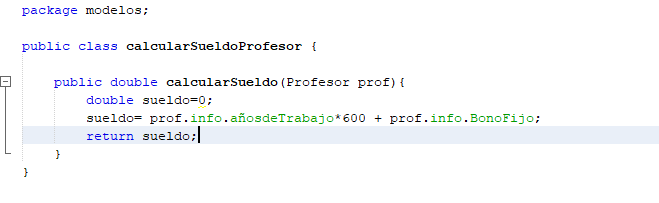 package modelos;
public class calcularSueldoProfesor {
public double calcularSueldo(Profesor prof){
double sueldo=0;
sueldo= prof.info.añosdeTrabajo*600 + prof.info.BonoFijo;
return sueldo;
}
}